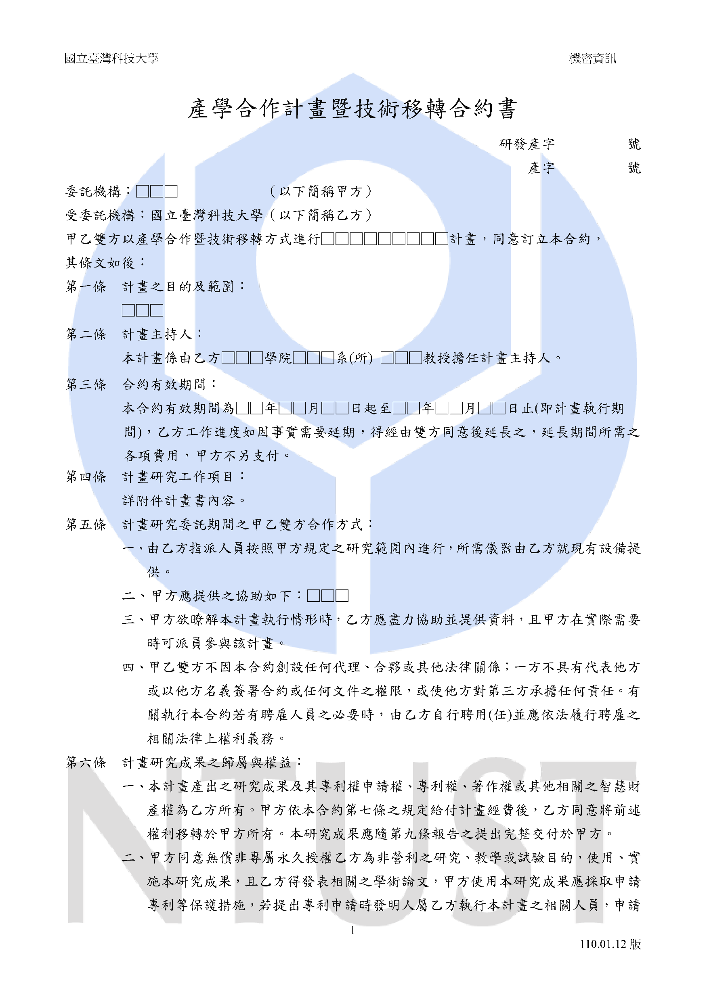 國立臺灣科技大學 機密資訊
產學合作計畫暨技術移轉合約書
研發產字 號
產字 號
委託機構：□□□ （以下簡稱甲方）
受委託機構：國立臺灣科技大學（以下簡稱乙方）
甲乙雙方以產學合作暨技術移轉方式進行□□□□□□□□□計畫，同意訂立本合約，
其條文如後：
第一條 計畫之目的及範圍：
□□□
第二條 計畫主持人：
本計畫係由乙方□□□學院□□□系(所) □□□教授擔任計畫主持人。
第三條 合約有效期間：
本合約有效期間為□□年□□月□□日起至□□年□□月□□日止(即計畫執行期
間)，乙方工作進度如因事實需要延期，得經由雙方同意後延長之，延長期間所需之
各項費用，甲方不另支付。
第四條 計畫研究工作項目：
詳附件計畫書內容。
第五條 計畫研究委託期間之甲乙雙方合作方式：
一、由乙方指派人員按照甲方規定之研究範圍內進行，所需儀器由乙方就現有設備提
供。
二、甲方應提供之協助如下：□□□
三、甲方欲瞭解本計畫執行情形時，乙方應盡力協助並提供資料，且甲方在實際需要
時可派員參與該計畫。
四、甲乙雙方不因本合約創設任何代理、合夥或其他法律關係；一方不具有代表他方
或以他方名義簽署合約或任何文件之權限，或使他方對第三方承擔任何責任。有
關執行本合約若有聘雇人員之必要時，由乙方自行聘用(任)並應依法履行聘雇之
相關法律上權利義務。
第六條 計畫研究成果之歸屬與權益：
一、本計畫產出之研究成果及其專利權申請權、專利權、著作權或其他相關之智慧財
產權為乙方所有。甲方依本合約第七條之規定給付計畫經費後，乙方同意將前述
權利移轉於甲方所有。本研究成果應隨第九條報告之提出完整交付於甲方。
二、甲方同意無償非專屬永久授權乙方為非營利之研究、教學或試驗目的，使用、實
施本研究成果，且乙方得發表相關之學術論文，甲方使用本研究成果應採取申請
專利等保護措施，若提出專利申請時發明人屬乙方執行本計畫之相關人員，申請
NTUST
1
110.01.12 版